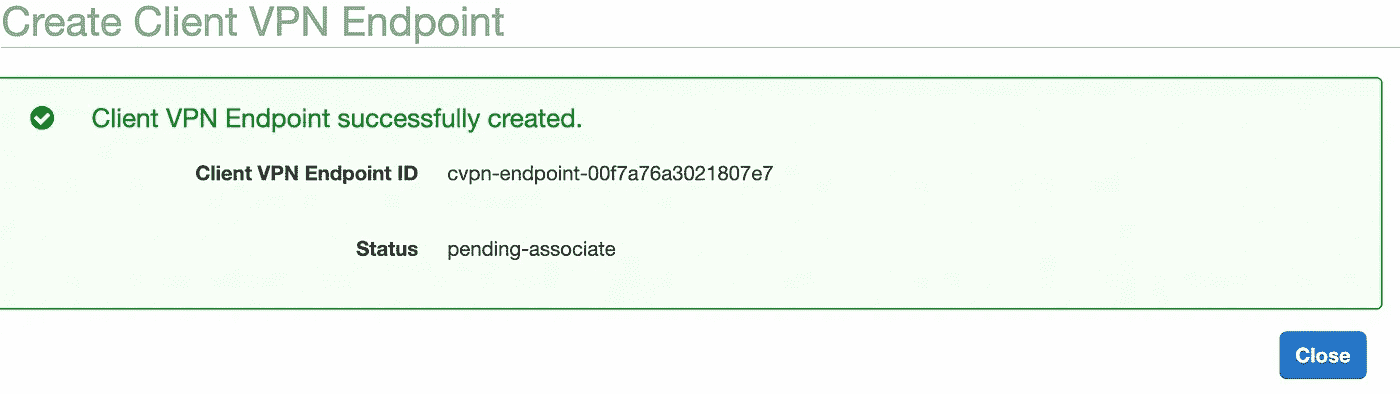 Create Client VPN Endpoint
Client VPN Endpoint successfully created.
Client VPN Endpoint ID cvpn-endpoint-00f7a76a3021807e7
Status pending-associate
Close